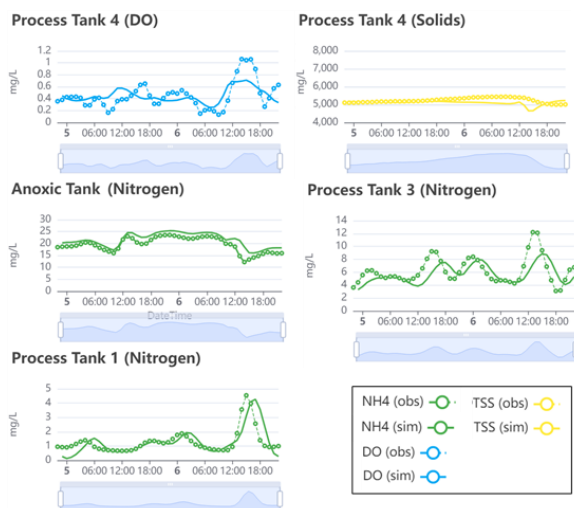 Process Tank 4 (DO)
mg/L
1.2
1
0.8
0.6
0.4
0.2
0
5 06:00 12:00 18:00 6 06:00 12:00 18:00
Process Tank 4 (Solids)
mg/L
8,000
7,000
6,000
5,000
4,000
5 06:00 12:00 18:00 6 06:00 12:00 18:00
Anoxic Tank (Nitrogen)
mg/L
30
25
20
15
10
5
0
5 06:00 12:00 18:00 6 06:00 12:00 18:00
DateTime
Process Tank 3 (Nitrogen)
mg/L
14
12
10
8
6
4
2
0
5 06:00 12:00 18:00 6 06:00 12:00 18:00
Process Tank 1 (Nitrogen)
mg/L
5
4
3
2
1
0
5 06:00 12:00 18:00 6 06:00 12:00 18:00
NH4 (obs) TSS (obs)
NH4 (sim) TSS (sim)
DO (obs)
DO (sim)